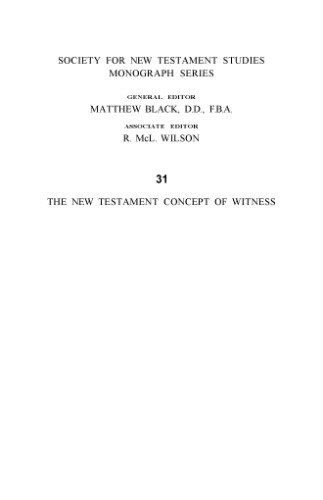 SOCIETY FOR NEW TESTAMENT STUDIES
MONOGRAPH SERIES
GENERAL EDITOR
MATTHEW BLACK, D.D., F.B.A.
ASSOCIATE EDITOR
R. McL. WILSON
31
THE NEW TESTAMENT CONCEPT OF WITNESS